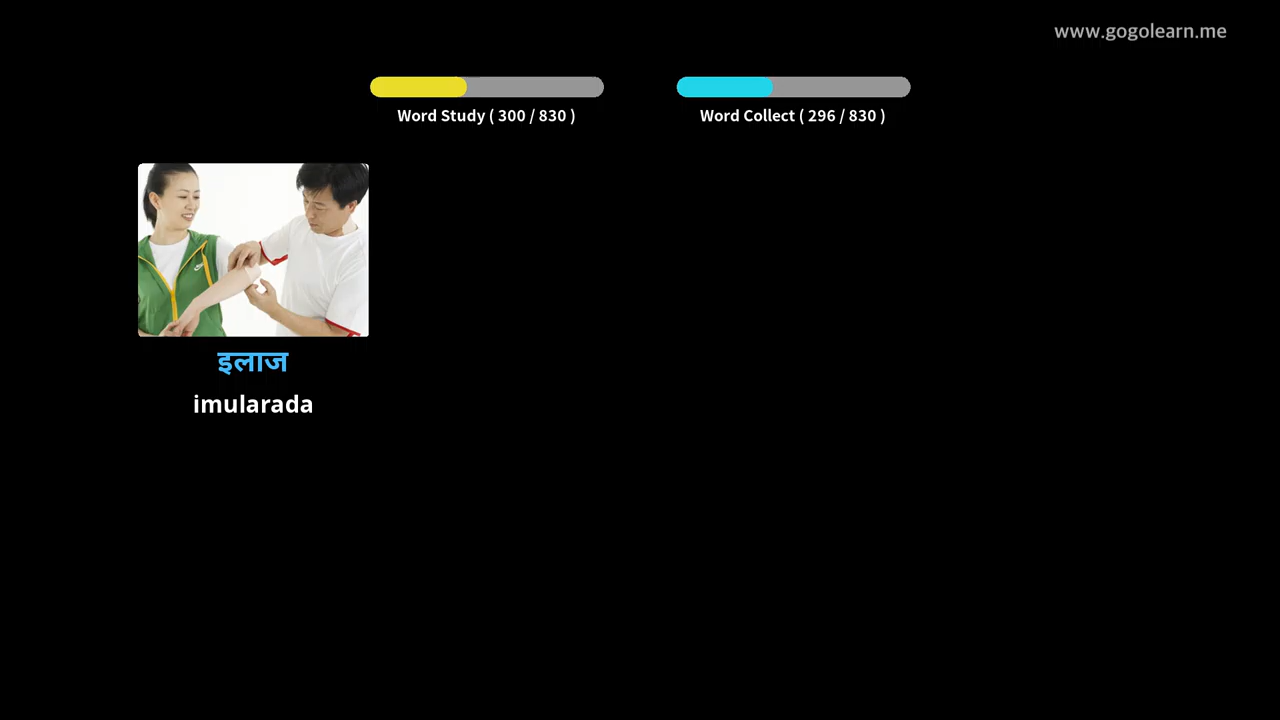 www.gogolearn.me
Word Study ( 300 / 830 )
Word Collect ( 296 / 830 )
इलाज
imularada